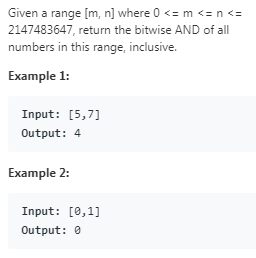 Given a range [m, n] where 0 <= m <= n <=
2147483647, return the bitwise AND of all
numbers in this range, inclusive.
Example 1:
Input: [5,7]
Output: 4
Example 2:
Input: [0,1]
Output: 0